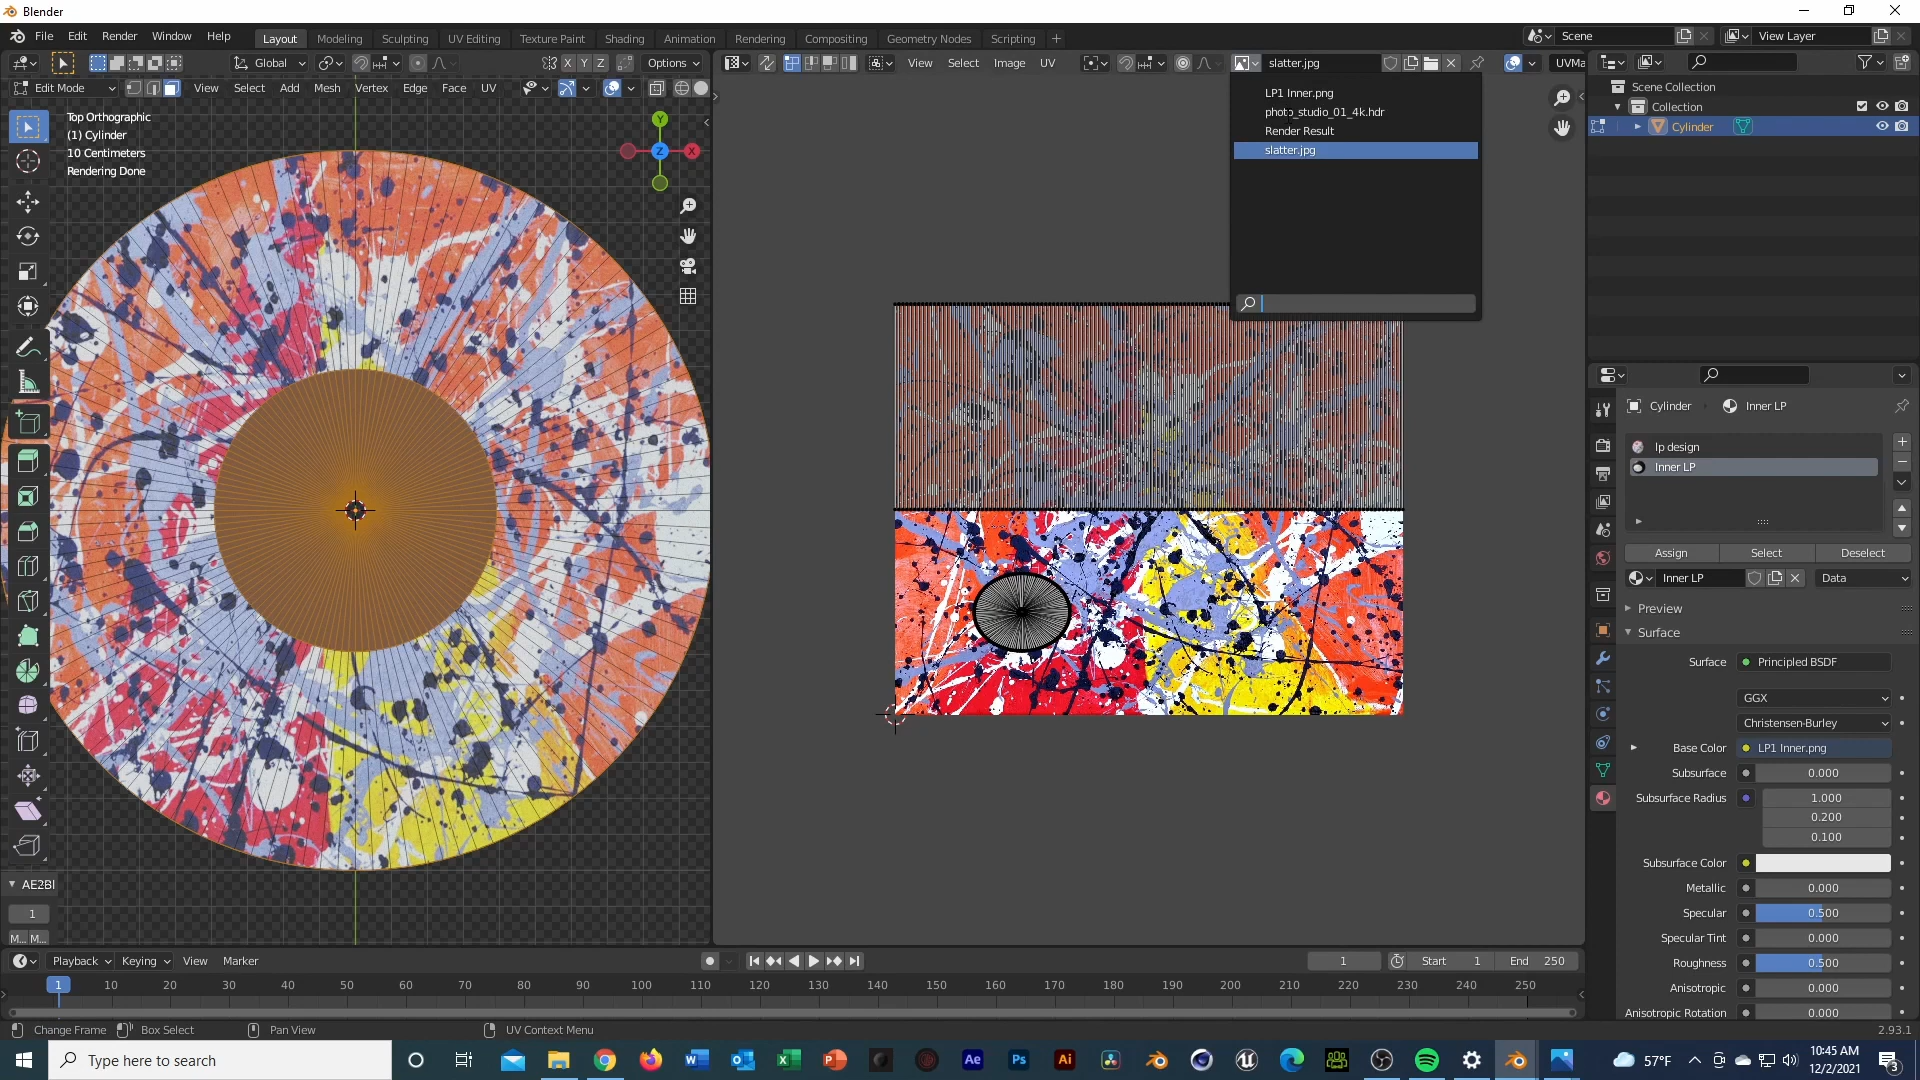 Blender
File Edit Render Window Help
Layout Modeling Sculpting UV Editing Texture Paint Shading Animation Rendering Compositing Geometry Nodes Scripting +
Scene
View Layer
Global
X Y Z
Options
View Select Image UV
slatter.jpg
UVMa
Edit Mode
View Select Add Mesh Vertex Edge Face UV
Top Orthographic
(1) Cylinder
10 Centimeters
Rendering Done
Y
Z
X
LP1 Inner.png
photo_studio_01_4k.hdr
Render Result
slatter.jpg
Scene Collection
Collection
Cylinder
Cylinder
Inner LP
lp design
Inner LP
Assign Select Deselect
Inner LP
Data
Preview
Surface
Surface Principled BSDF
GGX
Christensen-Burley
Base Color LP1 Inner.png
Subsurface 0.000
Subsurface Radius 1.000
0.200
0.100
Subsurface Color
Metallic 0.000
Specular 0.500
Specular Tint 0.000
Roughness 0.500
Anisotropic 0.000
Anisotropic Rotation 0.000
AE2BI
1
M... M...
Playback Keying View Marker
1
Start 1
End 250
1 10 20 30 40 50 60 70 80 90 100 110 120 130 140 150 160 170 180 190 200 210 220 230 240 250
Change Frame Box Select Pan View UV Context Menu
2.93.1
Type here to search
Ae
Ps
Ai
57°F
10:45 AM
12/2/2021
3